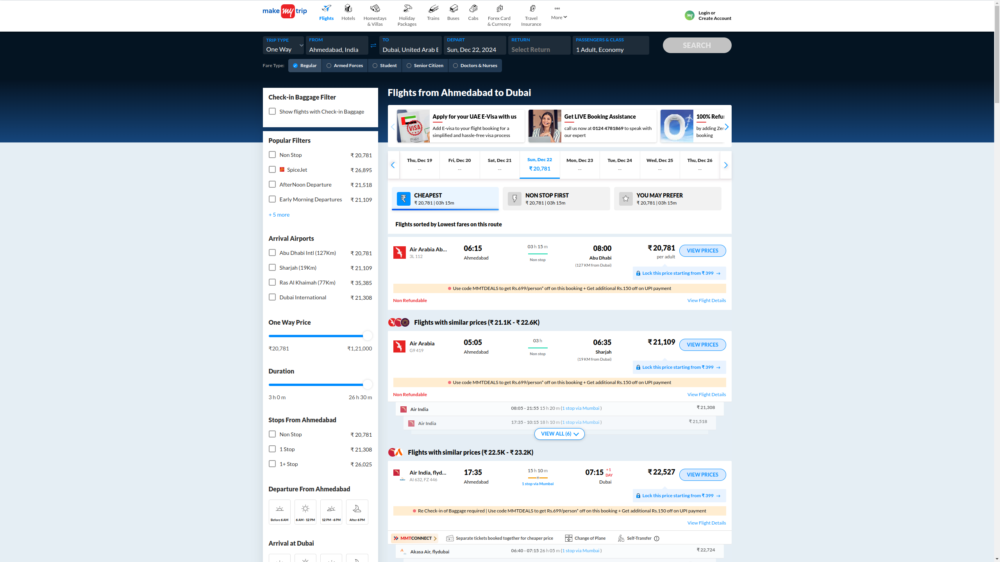 make my trip
Flights
Hotels
Homestays
& Villas
Holiday
Packages
Trains
Buses
Cabs
Forex Card
& Currency
Travel
Insurance
More
my
Login or
Create Account
TRIP TYPE
One Way
FROM
Ahmedabad, India
TO
Dubai, United Arab E
DEPART
Sun, Dec 22, 2024
RETURN
Select Return
PASSENGERS & CLASS
1 Adult, Economy
SEARCH
Fare Type:
Regular
Armed Forces
Student
Senior Citizen
Doctors & Nurses
Check-in Baggage Filter
Show flights with Check-in Baggage
Popular Filters
Non Stop ₹ 20,781
SpiceJet ₹ 26,895
AfterNoon Departure ₹ 21,518
Early Morning Departures ₹ 21,109
+ 5 more
Arrival Airports
Abu Dhabi Intl (127Km) ₹ 20,781
Sharjah (19Km) ₹ 21,109
Ras Al Khaimah (77Km) ₹ 35,385
Dubai International ₹ 21,308
One Way Price
₹20,781 ₹1,21,000
Duration
3 h 0 m 26 h 30 m
Stops From Ahmedabad
Non Stop ₹ 20,781
1 Stop ₹ 21,308
1+ Stop ₹ 26,025
Departure From Ahmedabad
Before 6 AM
6 AM - 12 PM
12 PM - 6 PM
After 6 PM
Arrival at Dubai
Flights from Ahmedabad to Dubai
VISA
Apply for your UAE E-Visa with us
Add E-visa to your flight booking for a
simplified and hassle-free visa process
Get LIVE Booking Assistance
call us now at 0124 4781869 to speak with
our expert
100% Refur
by adding Zer
booking
Thu, Dec 19
--
Fri, Dec 20
--
Sat, Dec 21
--
Sun, Dec 22
₹ 20,781
Mon, Dec 23
--
Tue, Dec 24
--
Wed, Dec 25
--
Thu, Dec 26
--
CHEAPEST
₹ 20,781 | 03h 15m
NON STOP FIRST
₹ 20,781 | 03h 15m
YOU MAY PREFER
₹ 20,781 | 03h 15m
Flights sorted by Lowest fares on this route
Air Arabia Ab...
3L 112
06:15
Ahmedabad
03 h 15 m
Non stop
08:00
Abu Dhabi
(127 KM from Dubai)
₹ 20,781
per adult
VIEW PRICES
Lock this price starting from ₹ 399 →
Use code MMTDEALS to get Rs.699/person* off on this booking + Get additional Rs.150 off on UPI payment
Non Refundable
View Flight Details
Flights with similar prices (₹ 21.1K - ₹ 22.6K)
Air Arabia
G9 419
05:05
Ahmedabad
03 h
Non stop
06:35
Sharjah
(19 KM from Dubai)
₹ 21,109
VIEW PRICES
Lock this price starting from ₹ 399 →
Use code MMTDEALS to get Rs.699/person* off on this booking + Get additional Rs.150 off on UPI payment
Non Refundable
View Flight Details
Air India 08:05 - 21:55 15 h 20 m (1 stop via Mumbai ) ₹ 21,308
Air India 17:35 - 10:15 18 h 10 m (1 stop via Mumbai ) ₹ 21,518
VIEW ALL (6)
Flights with similar prices (₹ 22.5K - ₹ 23.2K)
Air India, flyd...
AI 632, FZ 446
17:35
Ahmedabad
15 h 10 m
1 stop via Mumbai
07:15
+ 1
DAY
Dubai
₹ 22,527
VIEW PRICES
Lock this price starting from ₹ 399 →
Re Check-in of Baggage required | Use code MMTDEALS to get Rs.699/person* off on this booking + Get additional Rs.150 off on UPI payment
View Flight Details
MMTCONNECT
Separate tickets booked together for cheaper price
Change of Plane
Self-Transfer
Akasa Air, flydubai 06:40 - 07:15 26 h 05 m (1 stop via Mumbai ) ₹ 22,724